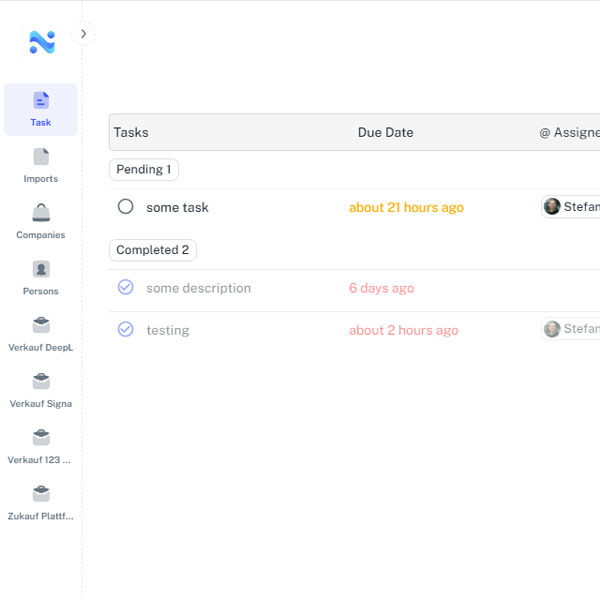 Task
Imports
Companies
Persons
Verkauf DeepL
Verkauf Signa
Verkauf 123 ...
Zukauf Plattf...
Tasks Due Date @ Assigne
Pending 1
some task about 21 hours ago Stefan
Completed 2
some description 6 days ago
testing about 2 hours ago Stefan